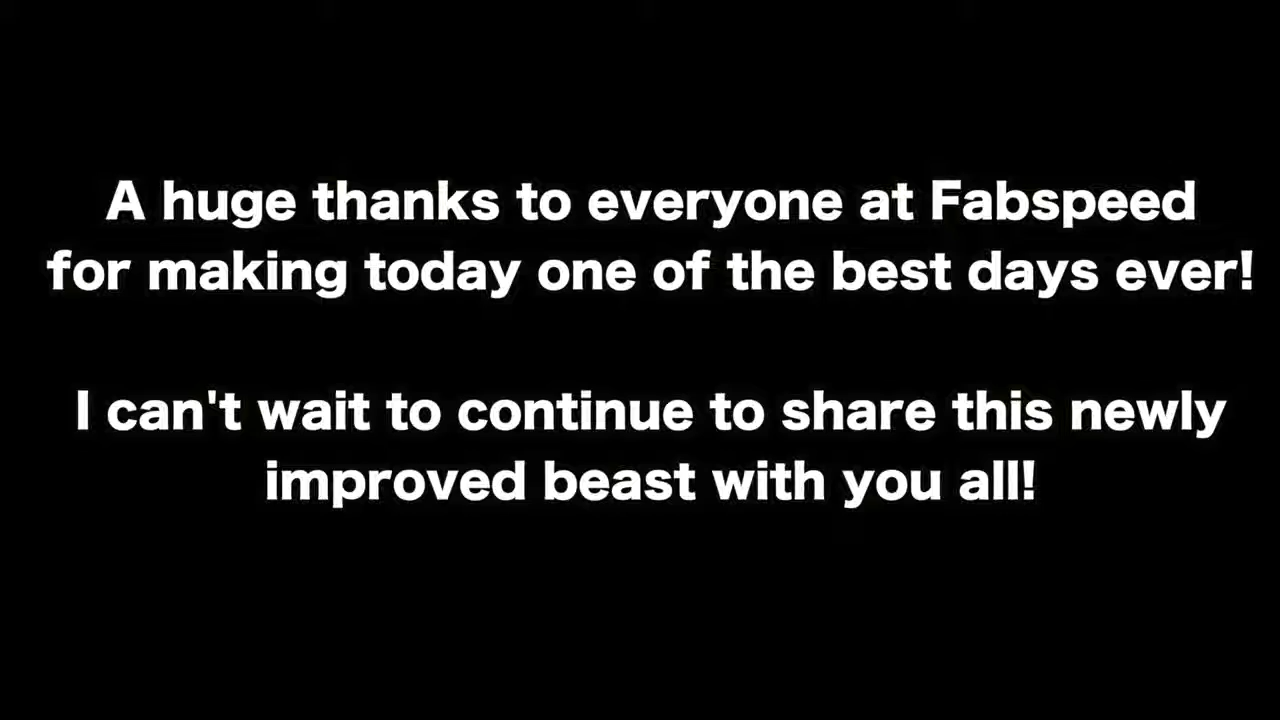 A huge thanks to everyone at Fabspeed
for making today one of the best days ever!
I can't wait to continue to share this newly
improved beast with you all!